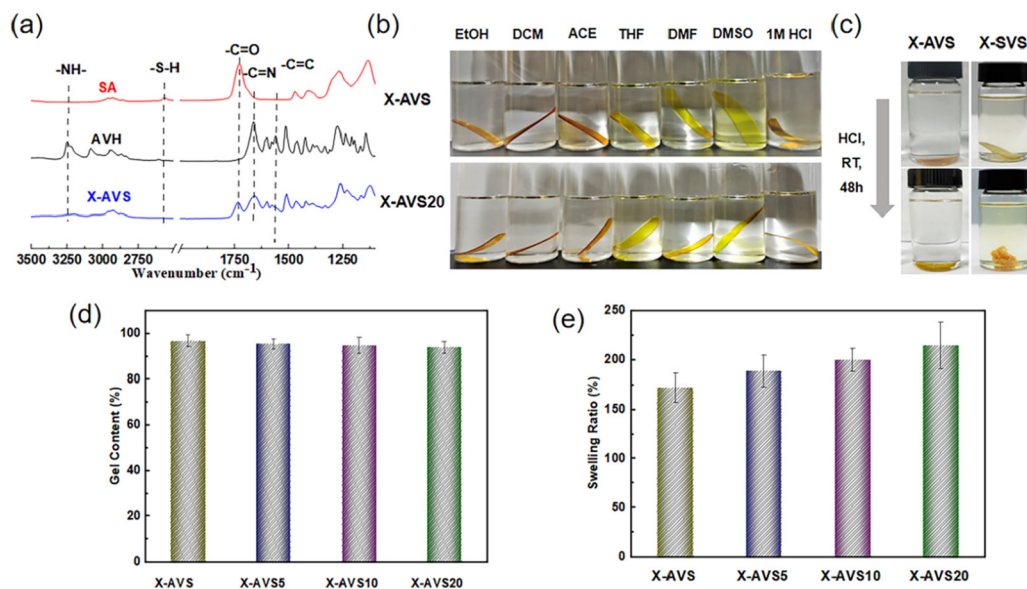 (a)
-NH-
-S-H
-C=O
-C=N
-C=C
SA
AVH
X-AVS
3500 3250 3000 2750
1750 1500 1250
Wavenumber (cm⁻¹)
(b)
EtOH DCM ACE THF DMF DMSO 1M HCl
X-AVS
X-AVS20
(c)
X-AVS X-SVS
HCl,
RT,
48h
(d)
Gel Content (%)
100
80
60
40
20
0
X-AVS X-AVS5 X-AVS10 X-AVS20
(e)
Swelling Ratio (%)
250
200
150
100
50
0
X-AVS X-AVS5 X-AVS10 X-AVS20